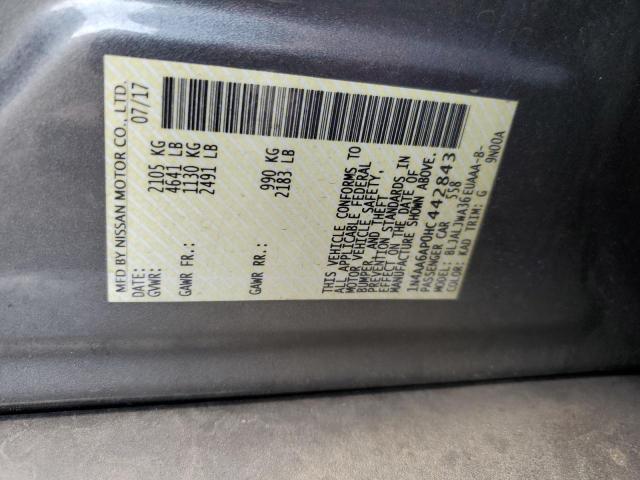 MFD BY NISSAN MOTOR CO., LTD.
DATE: 07/17
GVWR: 2105 KG
4641 LB
GAWR FR.: 1130 KG
2491 LB
GAWR RR.: 990 KG
2183 LB
THIS VEHICLE CONFORMS TO
ALL APPLICABLE FEDERAL
MOTOR VEHICLE SAFETY,
BUMPER, AND THEFT
PREVENTION STANDARDS IN
EFFECT ON THE DATE OF
MANUFACTURE SHOWN ABOVE.
1N4AA6AP0HC442843
PASSENGER CAR 558
MODEL: BLJALJWA36EUAAA-8-
COLOR: KAD TRIM: G 9N00A